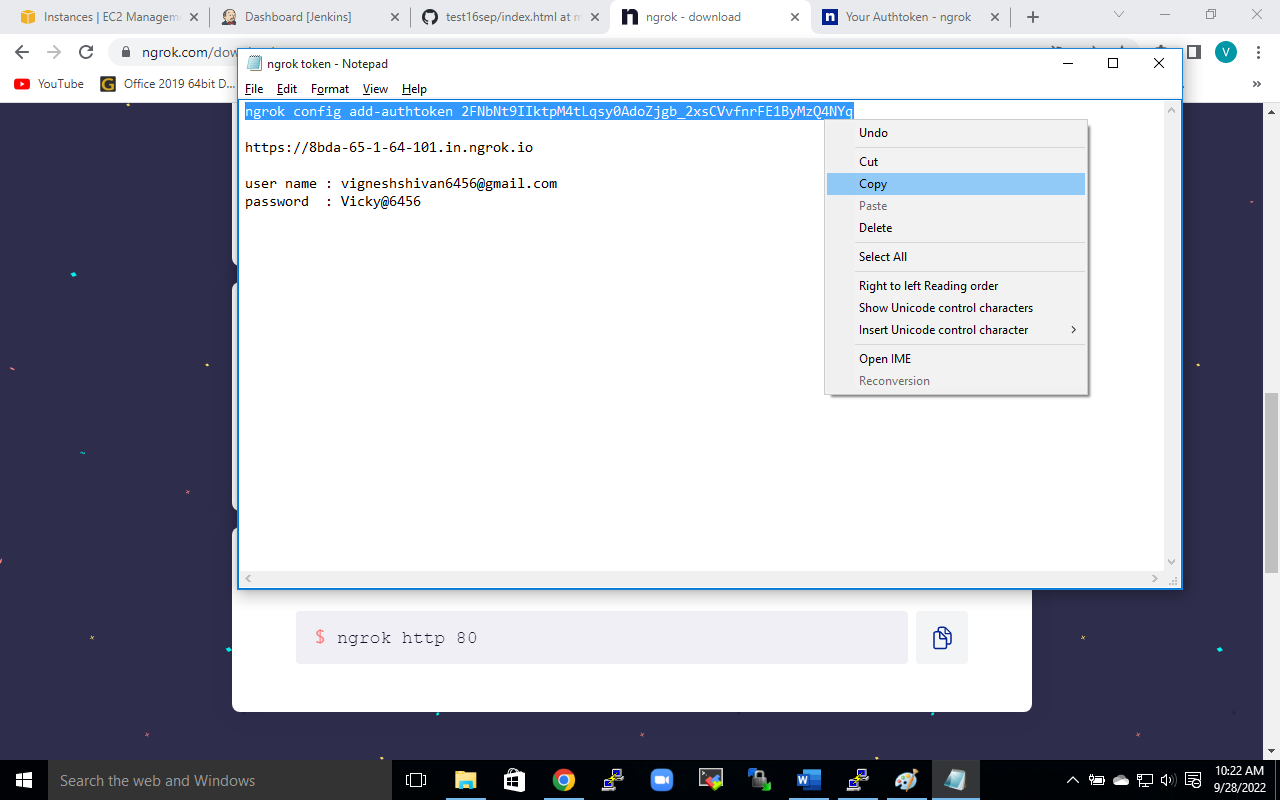 Instances | EC2 Managem
Dashboard [Jenkins]
test16sep/index.html at m
ngrok - download
Your Authtoken - ngrok
ngrok.com/dow
V
YouTube
Office 2019 64bit D...
ngrok token - Notepad
File Edit Format View Help
ngrok config add-authtoken 2FNbNt9IIktpM4tLqsy0AdoZjgb_2xsCVvfnrFE1ByMzQ4NYq
https://8bda-65-1-64-101.in.ngrok.io
user name : vigneshshivan6456@gmail.com
password : Vicky@6456
Undo
Cut
Copy
Paste
Delete
Select All
Right to left Reading order
Show Unicode control characters
Insert Unicode control character
Open IME
Reconversion
$ ngrok http 80
Search the web and Windows
10:22 AM
9/28/2022